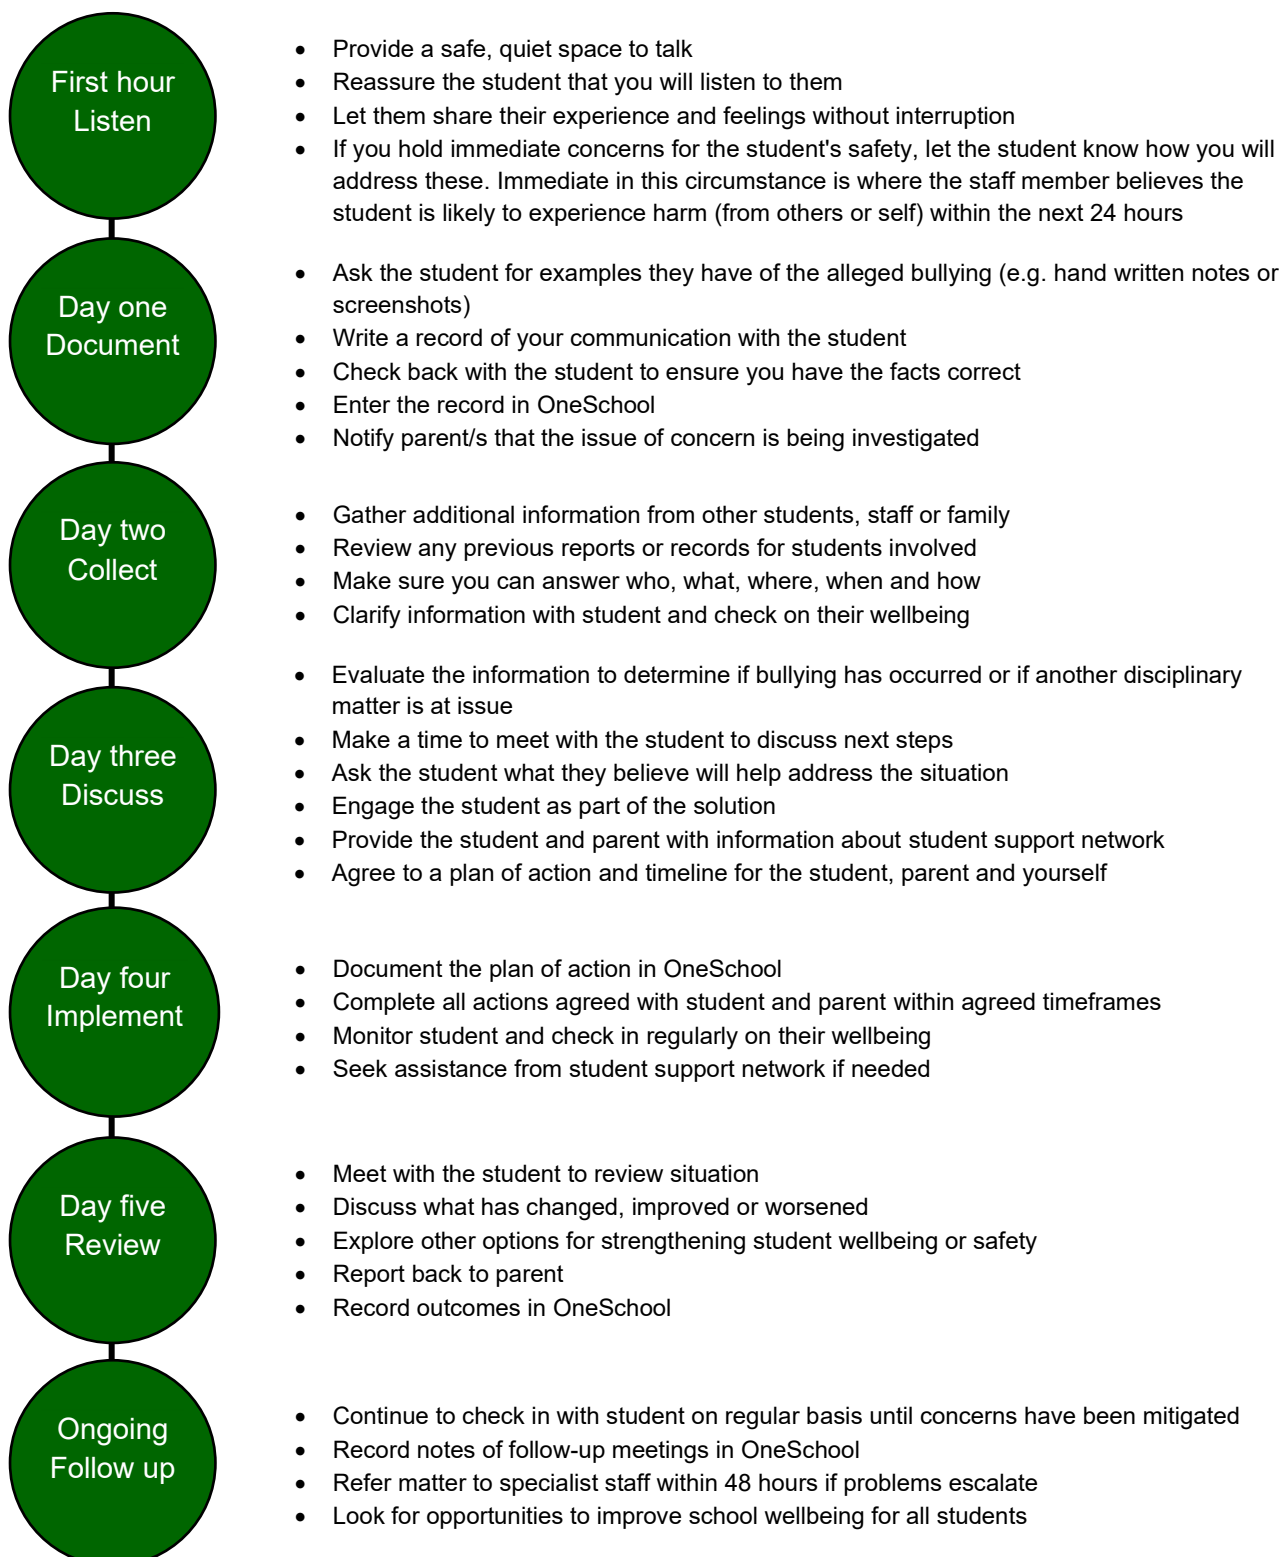 First hour
Listen
• Provide a safe, quiet space to talk
• Reassure the student that you will listen to them
• Let them share their experience and feelings without interruption
• If you hold immediate concerns for the student's safety, let the student know how you will
address these. Immediate in this circumstance is where the staff member believes the
student is likely to experience harm (from others or self) within the next 24 hours
Day one
Document
• Ask the student for examples they have of the alleged bullying (e.g. hand written notes or
screenshots)
• Write a record of your communication with the student
• Check back with the student to ensure you have the facts correct
• Enter the record in OneSchool
• Notify parent/s that the issue of concern is being investigated
Day two
Collect
• Gather additional information from other students, staff or family
• Review any previous reports or records for students involved
• Make sure you can answer who, what, where, when and how
• Clarify information with student and check on their wellbeing
Day three
Discuss
• Evaluate the information to determine if bullying has occurred or if another disciplinary
matter is at issue
• Make a time to meet with the student to discuss next steps
• Ask the student what they believe will help address the situation
• Engage the student as part of the solution
• Provide the student and parent with information about student support network
• Agree to a plan of action and timeline for the student, parent and yourself
Day four
Implement
• Document the plan of action in OneSchool
• Complete all actions agreed with student and parent within agreed timeframes
• Monitor student and check in regularly on their wellbeing
• Seek assistance from student support network if needed
Day five
Review
• Meet with the student to review situation
• Discuss what has changed, improved or worsened
• Explore other options for strengthening student wellbeing or safety
• Report back to parent
• Record outcomes in OneSchool
Ongoing
Follow up
• Continue to check in with student on regular basis until concerns have been mitigated
• Record notes of follow-up meetings in OneSchool
• Refer matter to specialist staff within 48 hours if problems escalate
• Look for opportunities to improve school wellbeing for all students